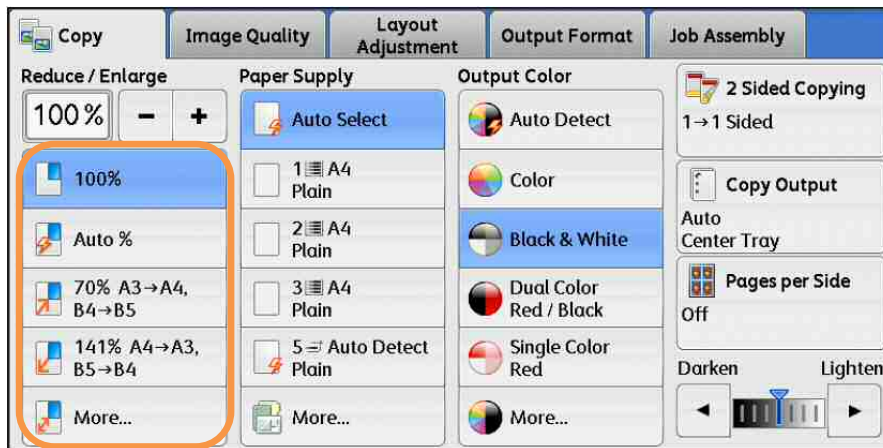 Copy
Image Quality
Layout
Adjustment
Output Format
Job Assembly
Reduce / Enlarge
100%
−
+
100%
Auto %
70% A3→A4,
B4→B5
141% A4→A3,
B5→B4
More...
Paper Supply
Auto Select
1 A4
Plain
2 A4
Plain
3 A4
Plain
5 Auto Detect
Plain
More...
Output Color
Auto Detect
Color
Black & White
Dual Color
Red / Black
Single Color
Red
More...
2 Sided Copying
1→1 Sided
Copy Output
Auto
Center Tray
Pages per Side
Off
Darken Lighten